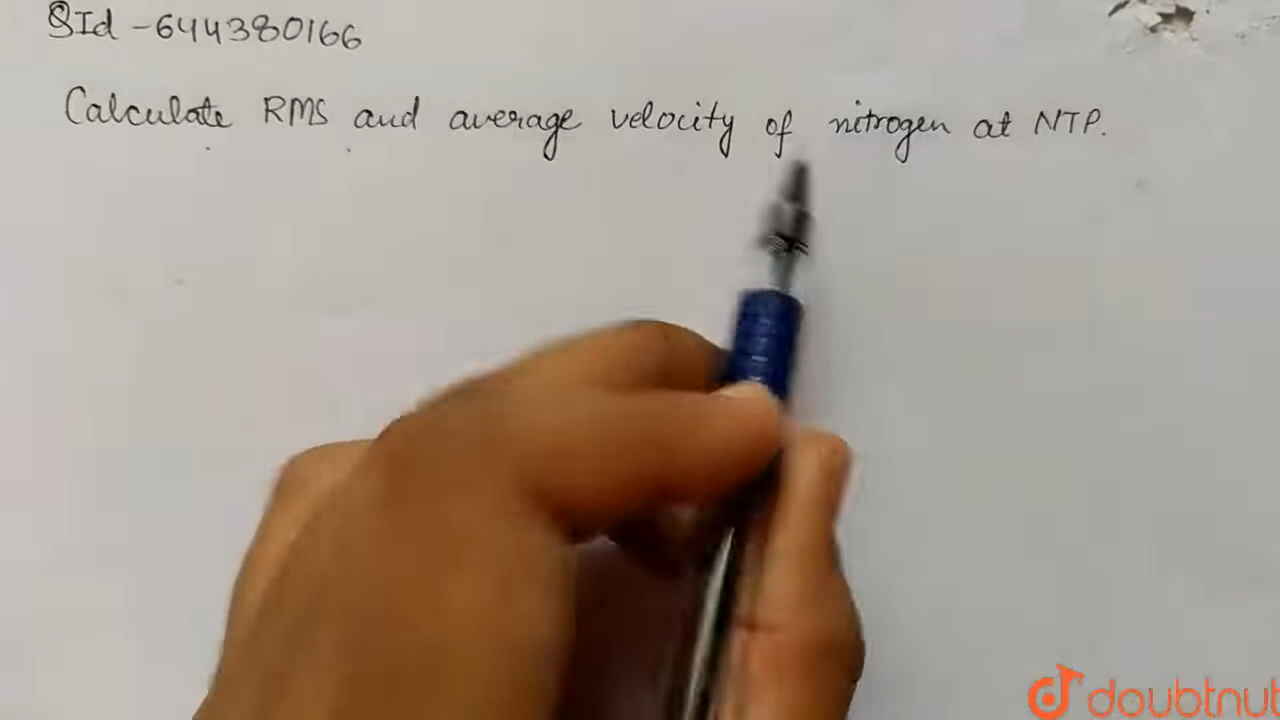 QId - 644380166
Calculate RMS and average velocity of nitrogen at NTP.
doubtnut